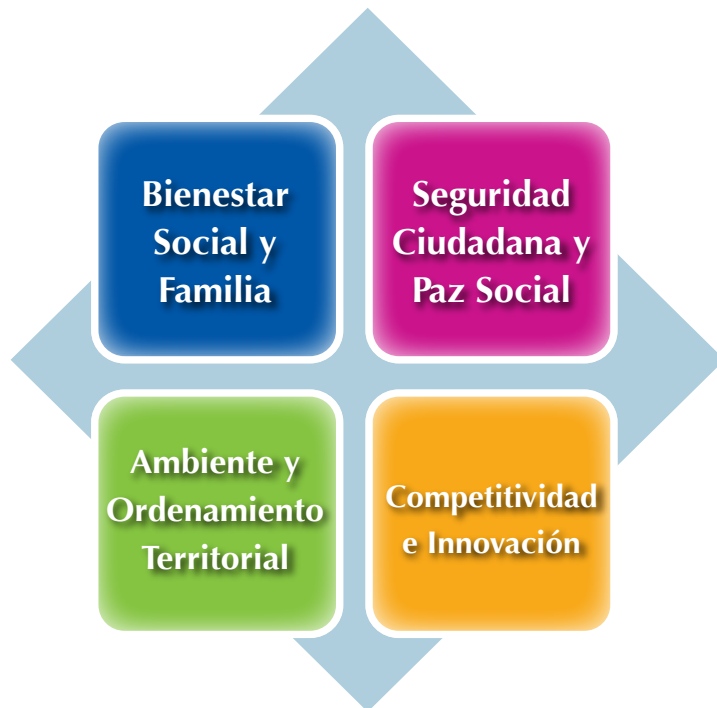 Bienestar
Social y
Familia
Seguridad
Ciudadana y
Paz Social
Ambiente y
Ordenamiento
Territorial
Competitividad
e Innovación